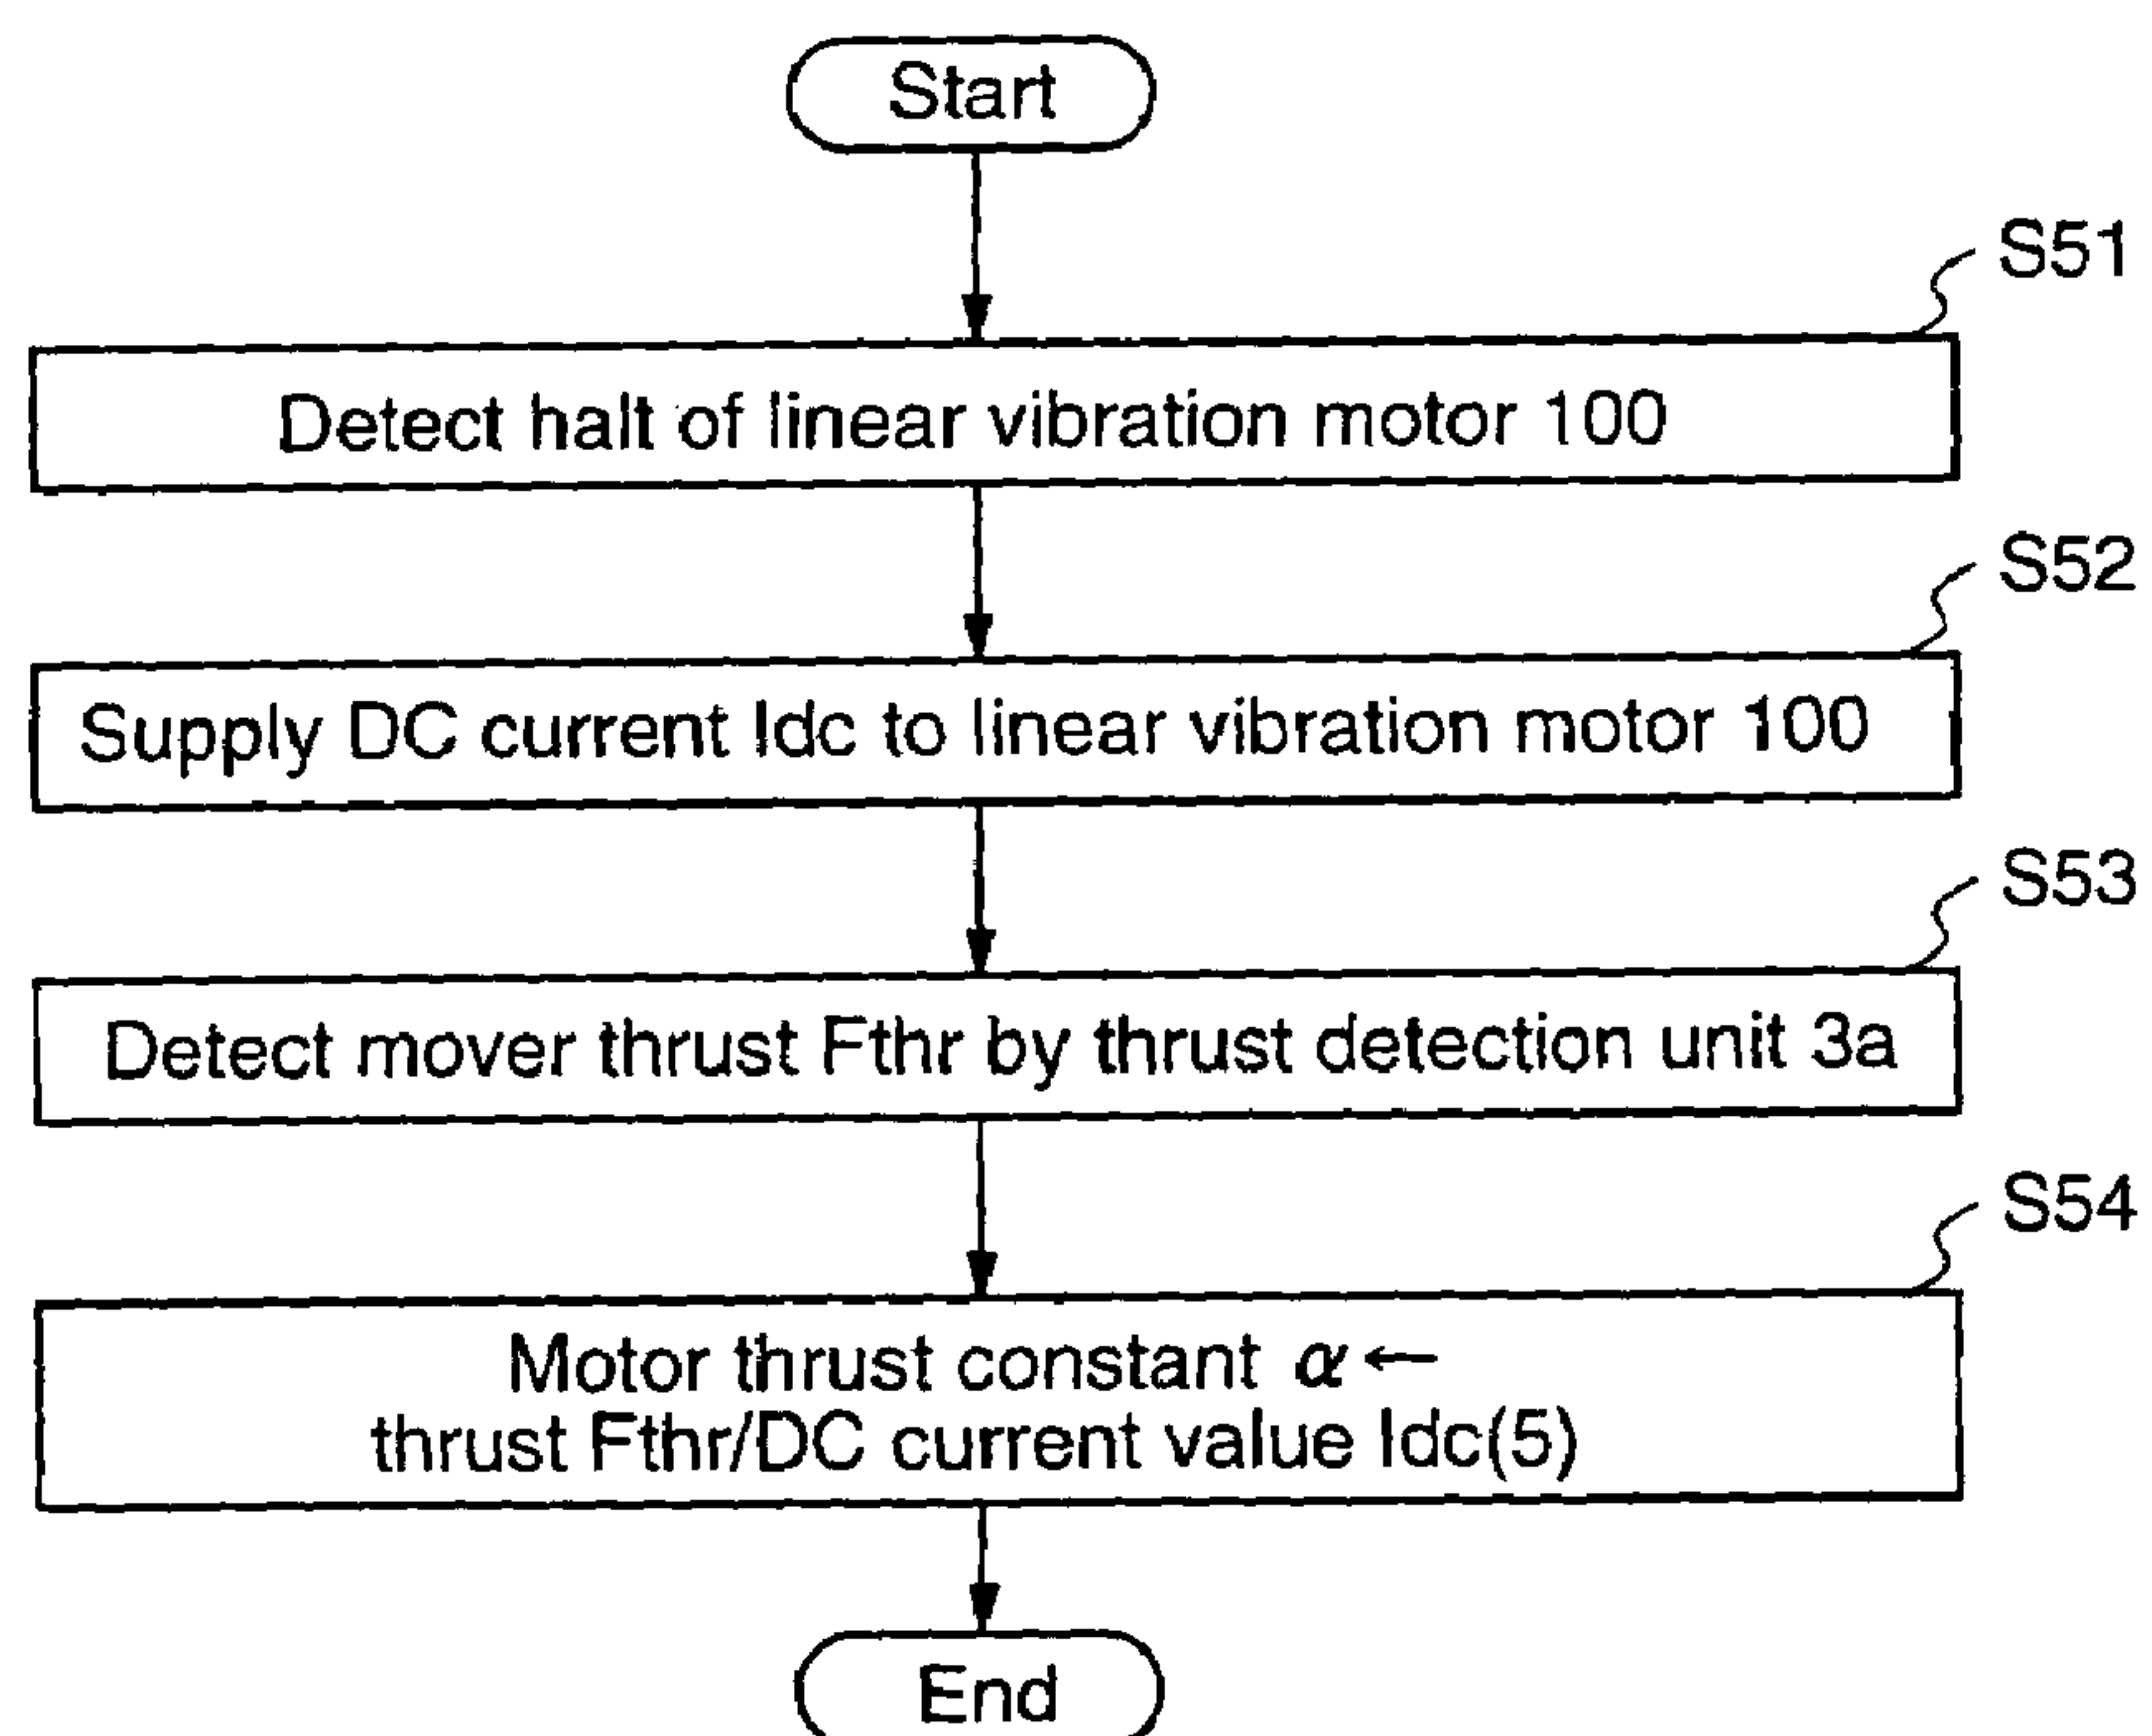 Start
S51
Detect halt of linear vibration motor 100
S52
Supply DC current Idc to linear vibration motor 100
S53
Detect mover thrust Fthr by thrust detection unit 3a
S54
Motor thrust constant α ←
thrust Fthr/DC current value Idc(5)
End